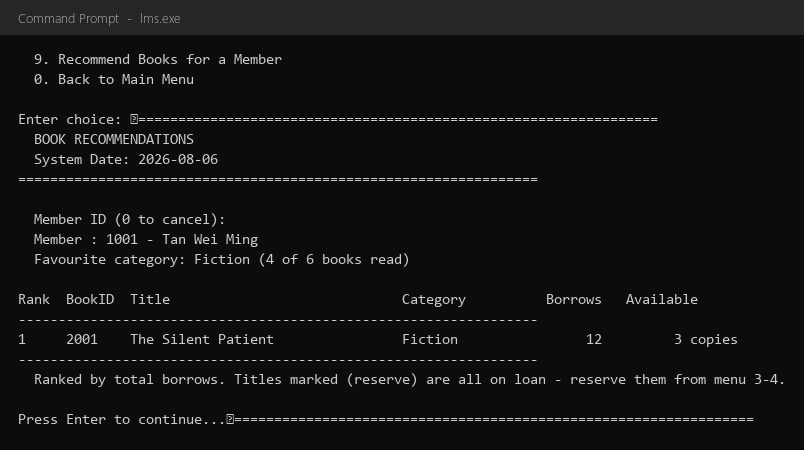 Command Prompt - lms.exe
9. Recommend Books for a Member
0. Back to Main Menu
Enter choice: ⍰=================================================================
BOOK RECOMMENDATIONS
System Date: 2026-08-06
=================================================================
Member ID (0 to cancel):
Member : 1001 - Tan Wei Ming
Favourite category: Fiction (4 of 6 books read)
Rank  BookID  Title                             Category          Borrows   Available
-----------------------------------------------------------------
1     2001    The Silent Patient                Fiction                12         3 copies
-----------------------------------------------------------------
Ranked by total borrows. Titles marked (reserve) are all on loan - reserve them from menu 3-4.
Press Enter to continue...⍰=================================================================